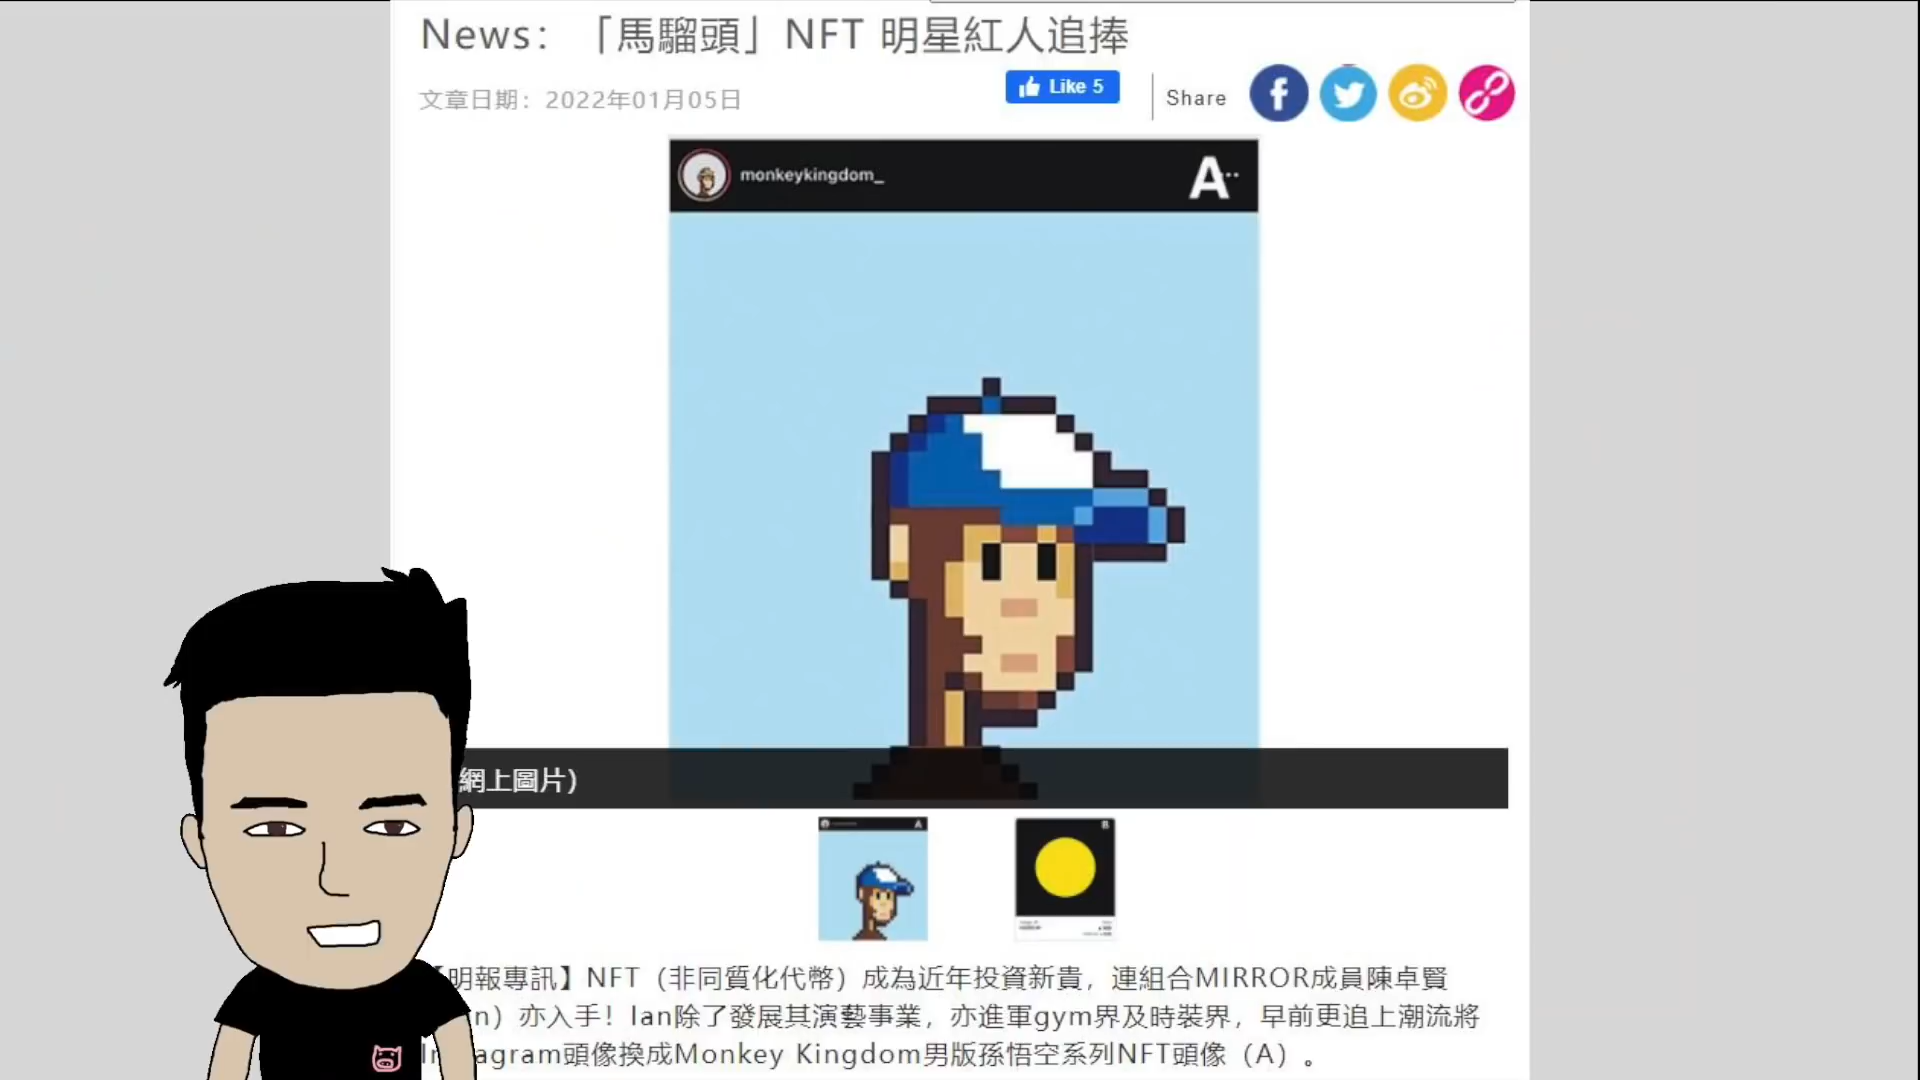 News：「馬騮頭」NFT 明星紅人追捧
文章日期：2022年01月05日
Like 5
Share
monkeykingdom_
A
網上圖片)
A
B
【明報專訊】NFT（非同質化代幣）成為近年投資新貴，連組合MIRROR成員陳卓賢
n）亦入手！Ian除了發展其演藝事業，亦進軍gym界及時裝界，早前更追上潮流將
In agram頭像換成Monkey Kingdom男版孫悟空系列NFT頭像（A）。